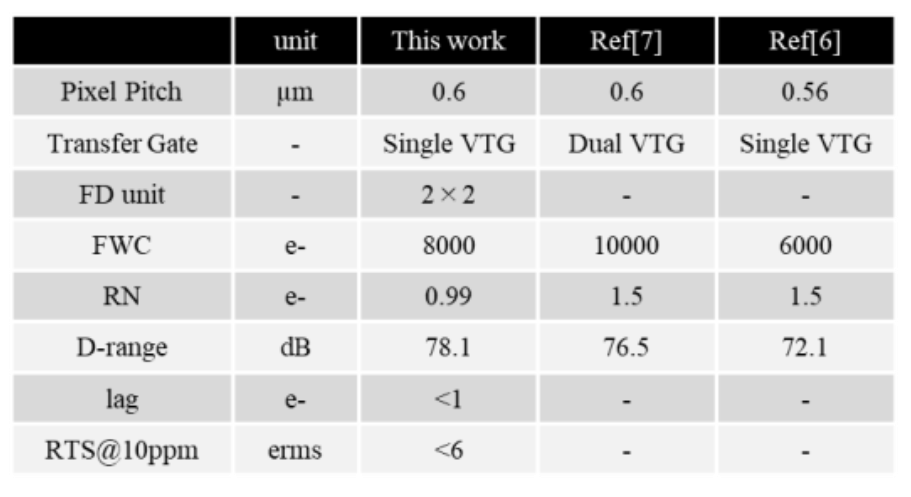 unit This work Ref[7] Ref[6]
Pixel Pitch μm 0.6 0.6 0.56
Transfer Gate - Single VTG Dual VTG Single VTG
FD unit - 2 × 2 - -
FWC e- 8000 10000 6000
RN e- 0.99 1.5 1.5
D-range dB 78.1 76.5 72.1
lag e- <1 - -
RTS@10ppm erms <6 - -